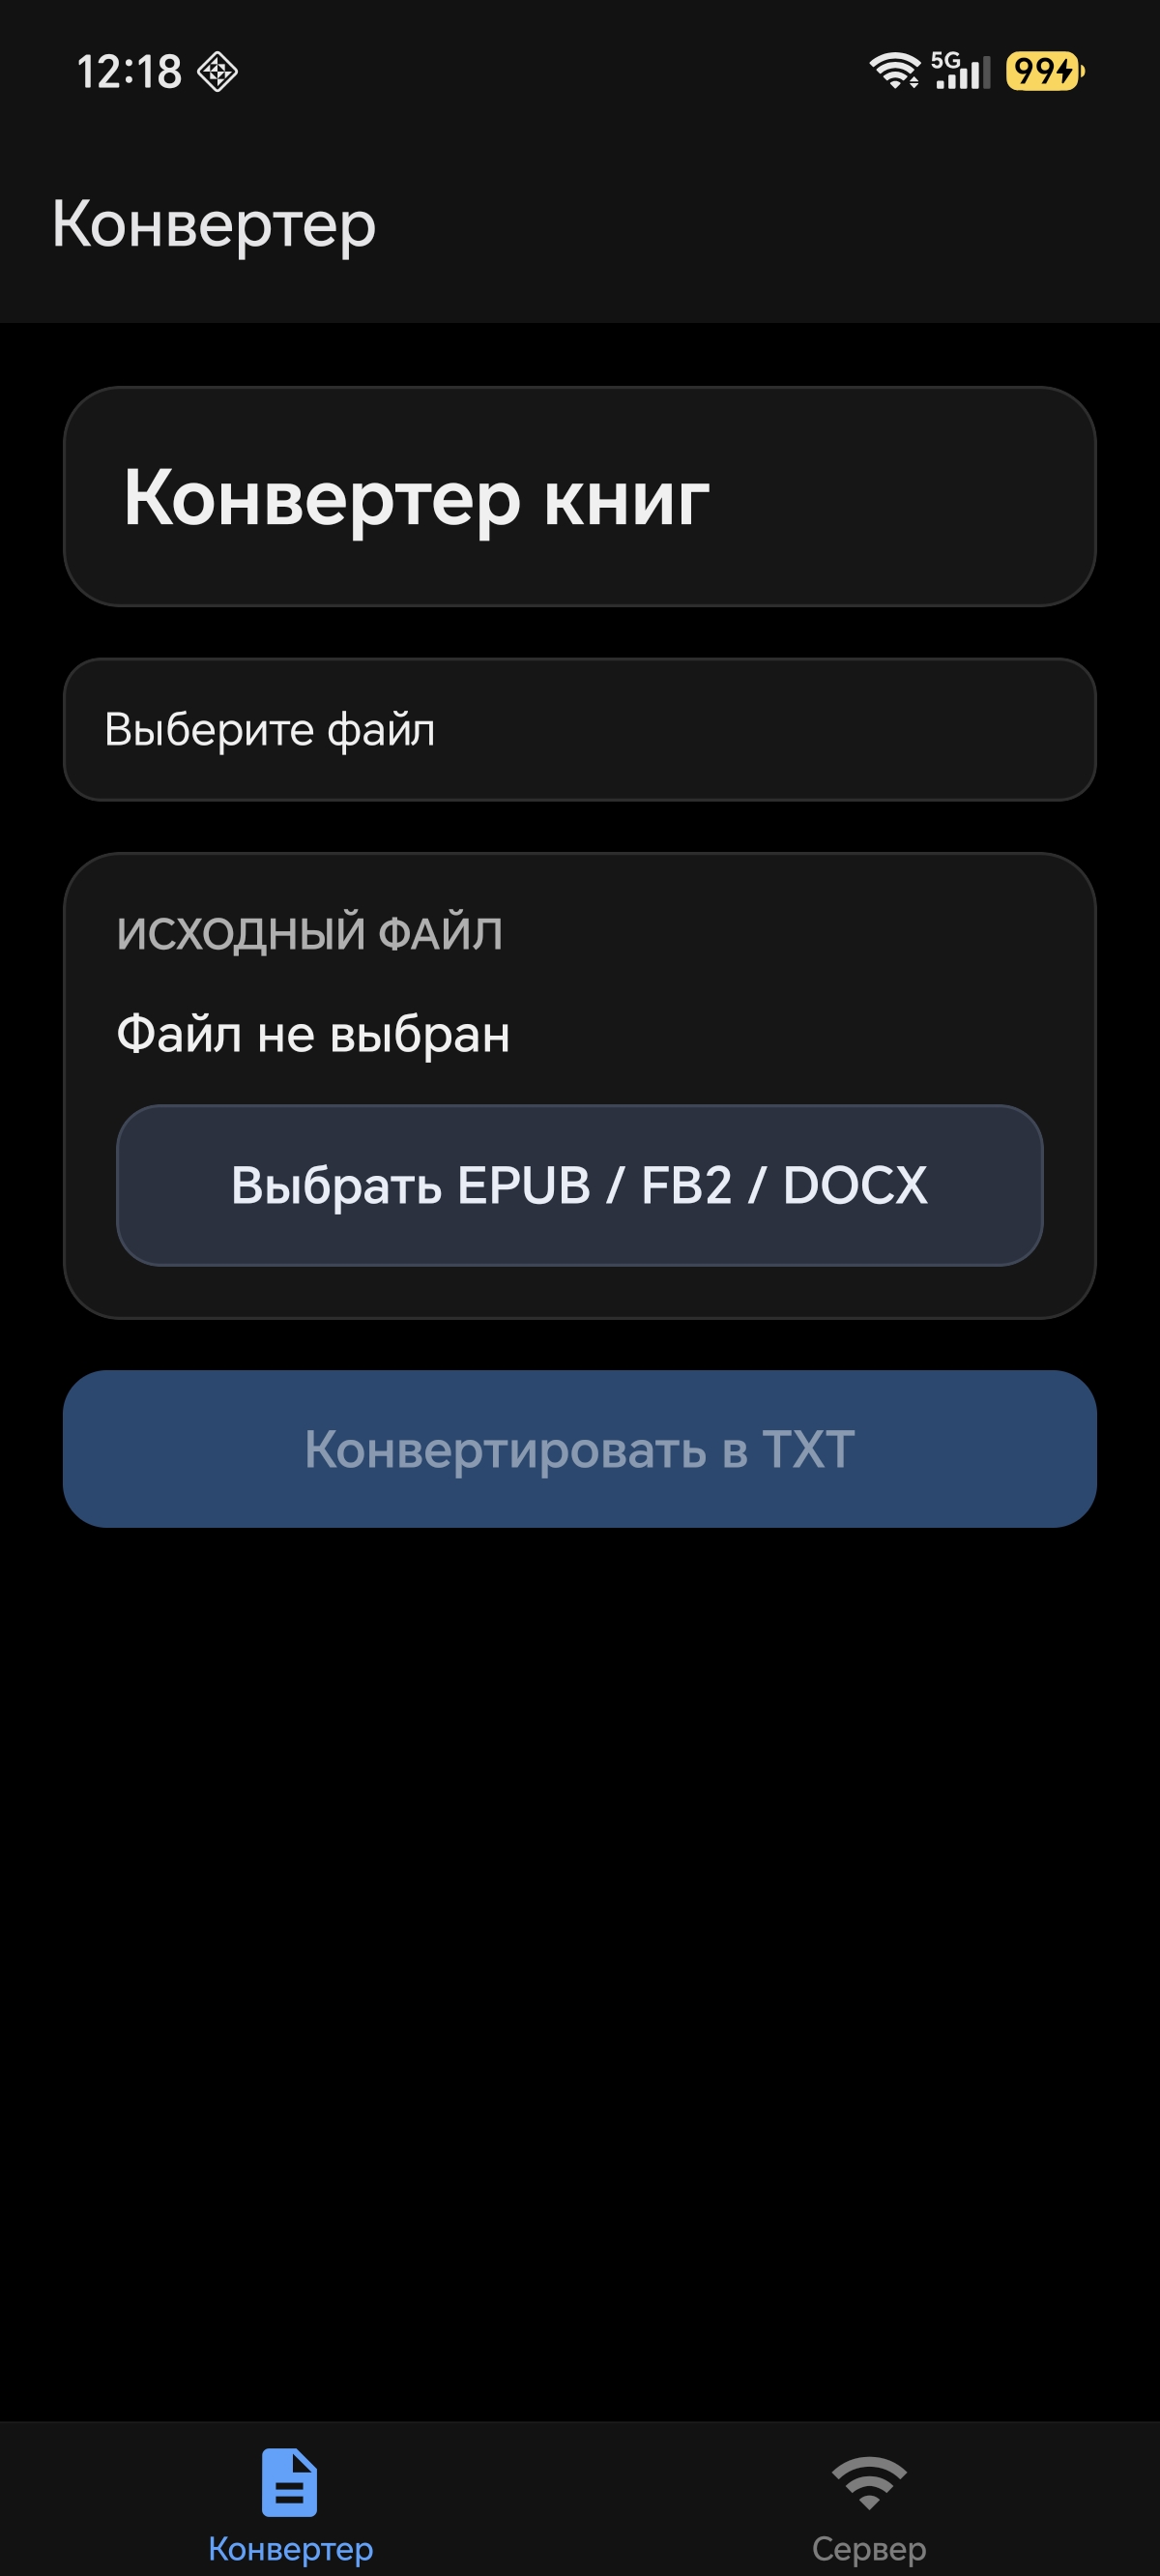 12:18
5G
99
Конвертер
Конвертер книг
Выберите файл
ИСХОДНЫЙ ФАЙЛ
Файл не выбран
Выбрать EPUB / FB2 / DOCX
Конвертировать в TXT
Конвертер
Сервер